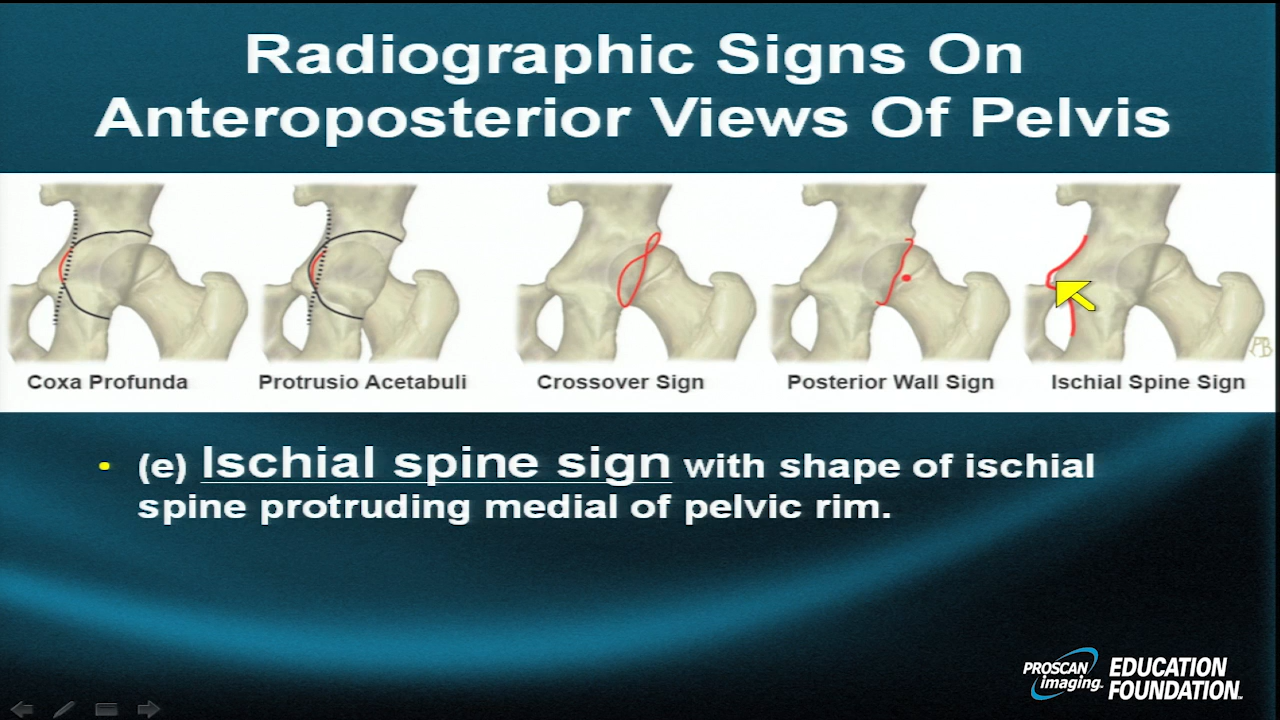 Radiographic Signs On
Anteroposterior Views Of Pelvis
Coxa Profunda
Protrusio Acetabuli
Crossover Sign
Posterior Wall Sign
Ischial Spine Sign
PB
• (e) Ischial spine sign with shape of ischial
spine protruding medial of pelvic rim.
PROSCAN
imaging
EDUCATION
FOUNDATION